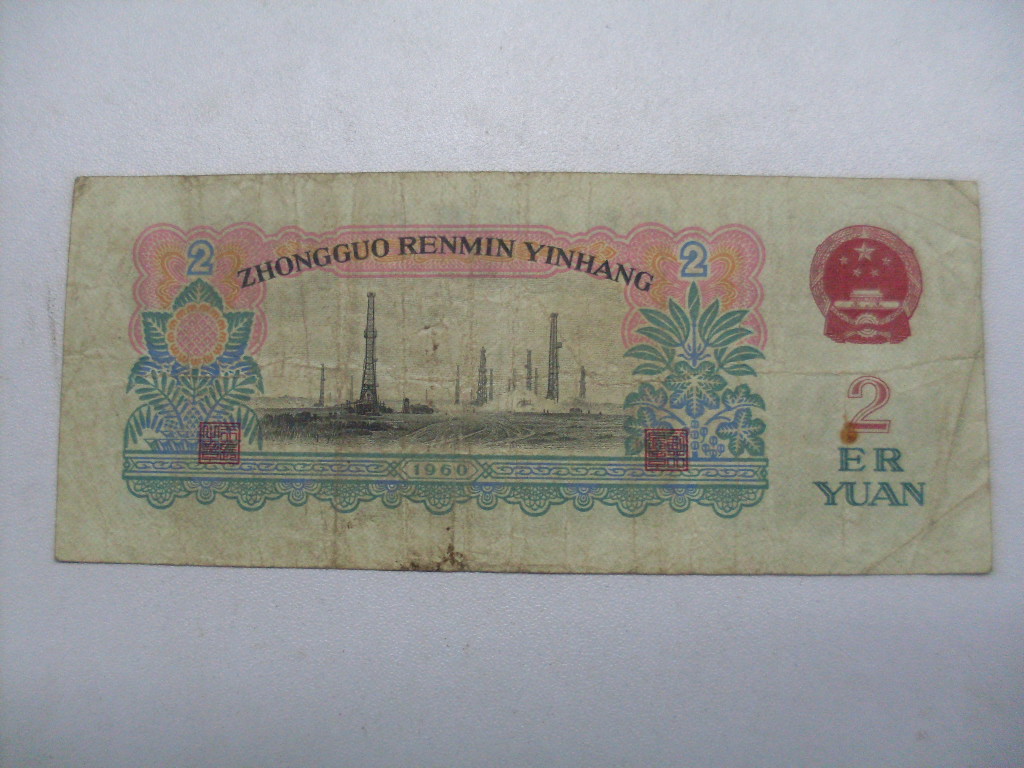 2
ZHONGGUO RENMIN YINHANG
2
2
ER
YUAN
1960